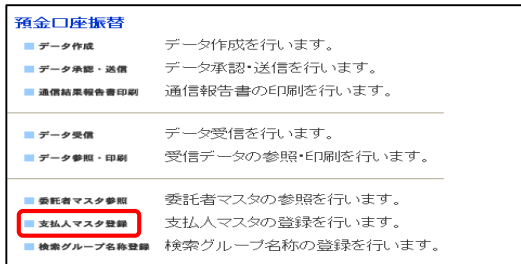 預金口座振替
データ作成 データ作成を行います。
データ承認・送信 データ承認・送信を行います。
通信結果報告書印刷 通信報告書の印刷を行います。
データ受信 データ受信を行います。
データ参照・印刷 受信データの参照・印刷を行います。
委託者マスタ参照 委託者マスタの参照を行います。
支払人マスタ登録 支払人マスタの登録を行います。
検索グループ名称登録 検索グループ名称の登録を行います。